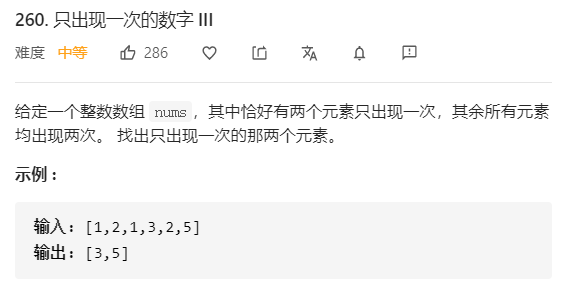 260. 只出现一次的数字 III
难度 中等 286
给定一个整数数组 nums，其中恰好有两个元素只出现一次，其余所有元素
均出现两次。 找出只出现一次的那两个元素。
示例 :
输入：[1,2,1,3,2,5]
输出：[3,5]